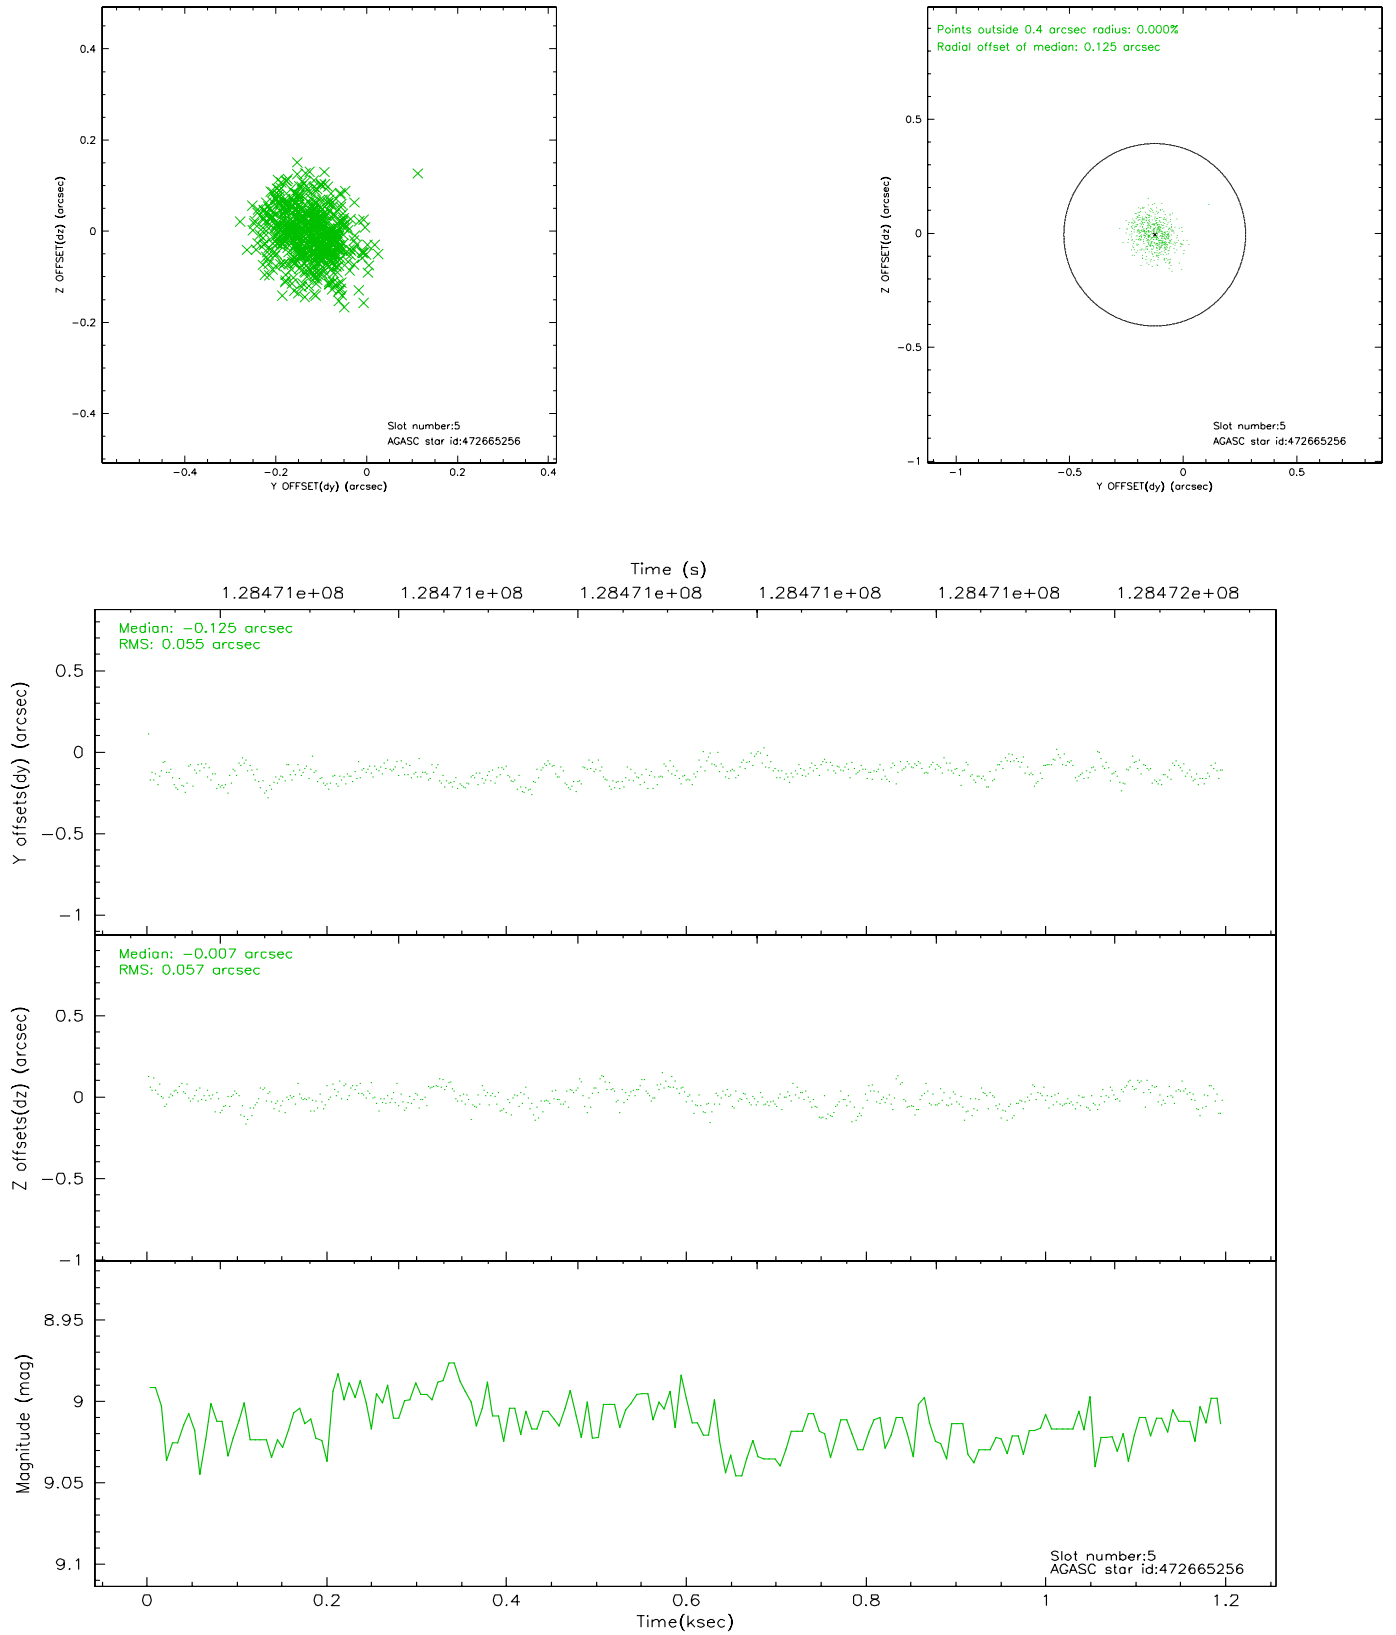 0.4
0.2
0
-0.2
-0.4
Z OFFSET(dz) (arcsec)
Slot number:5
AGASC star id:472665256
-0.4 -0.2 0 0.2 0.4
Y OFFSET(dy) (arcsec)
Points outside 0.4 arcsec radius: 0.000%
Radial offset of median: 0.125 arcsec
0.5
0
-0.5
-1
Z OFFSET(dz) (arcsec)
Slot number:5
AGASC star id:472665256
-1 -0.5 0 0.5
Y OFFSET(dy) (arcsec)
Time (s)
1.28471e+08 1.28471e+08 1.28471e+08 1.28471e+08 1.28471e+08 1.28472e+08
Median: -0.125 arcsec
RMS: 0.055 arcsec
0.5
0
-0.5
-1
Y offsets(dy) (arcsec)
Median: -0.007 arcsec
RMS: 0.057 arcsec
0.5
0
-0.5
-1
Z offsets(dz) (arcsec)
8.95
9
9.05
9.1
Magnitude (mag)
Slot number:5
AGASC star id:472665256
0 0.2 0.4 0.6 0.8 1 1.2
Time(ksec)